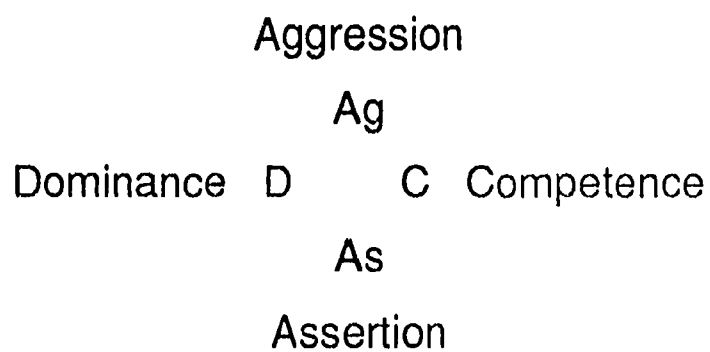 Aggression
Ag
Dominance D C Competence
As
Assertion